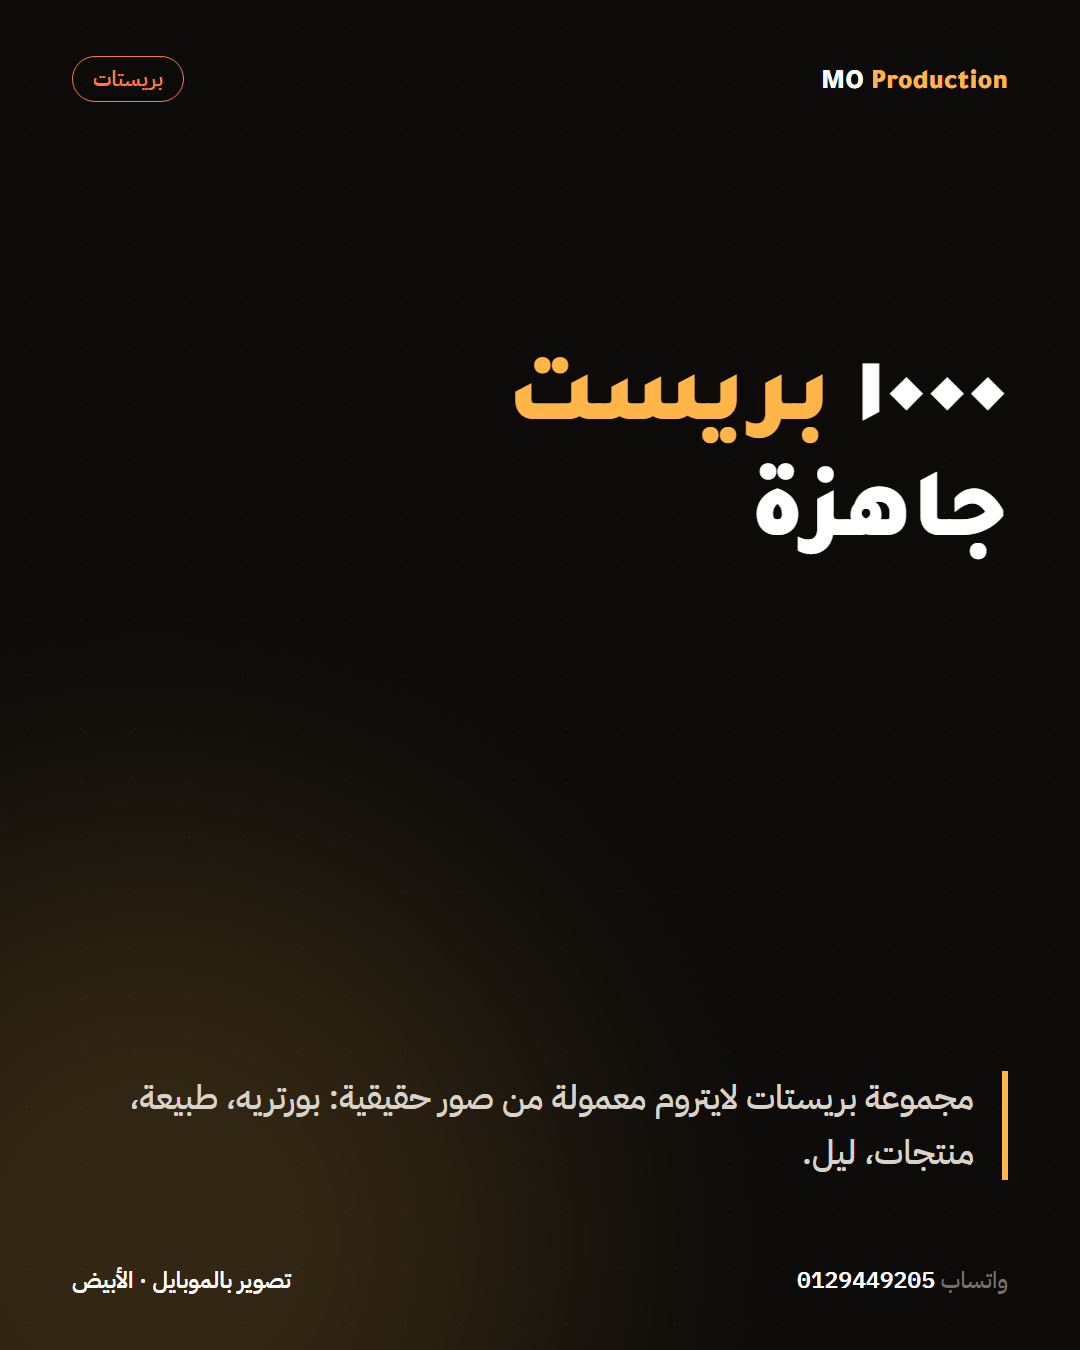 MO Production
بريستات
١٠٠٠ بريست
جاهزة
مجموعة بريستات لايتروم معمولة من صور حقيقية: بورتريه، طبيعة،
منتجات، ليل.
واتساب 0129449205
تصوير بالموبايل · الأبيض